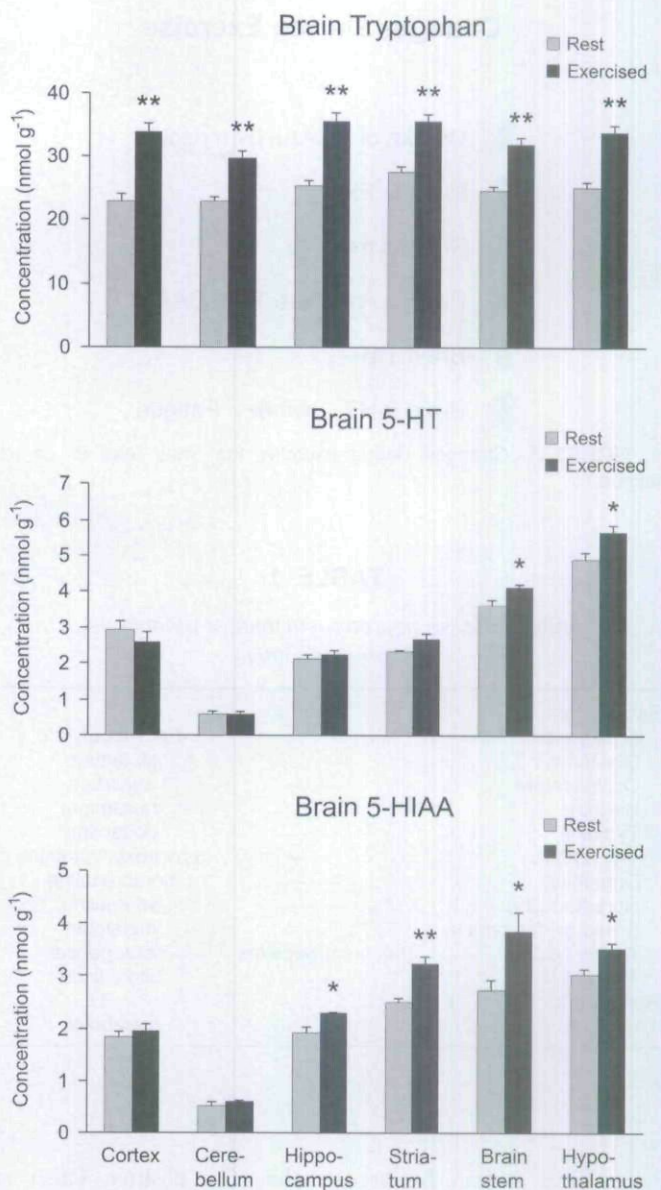 Brain Tryptophan
Rest
Exercised
Concentration (nmol g-1)
40
30
20
10
0
** ** ** ** ** **
Brain 5-HT
Rest
Exercised
Concentration (nmol g-1)
7
6
5
4
3
2
1
0
* *
Brain 5-HIAA
Rest
Exercised
Concentration (nmol g-1)
5
4
3
2
1
0
* ** * *
Cortex Cere- Hippo- Stria- Brain Hypo-
bellum campus tum stem thalamus